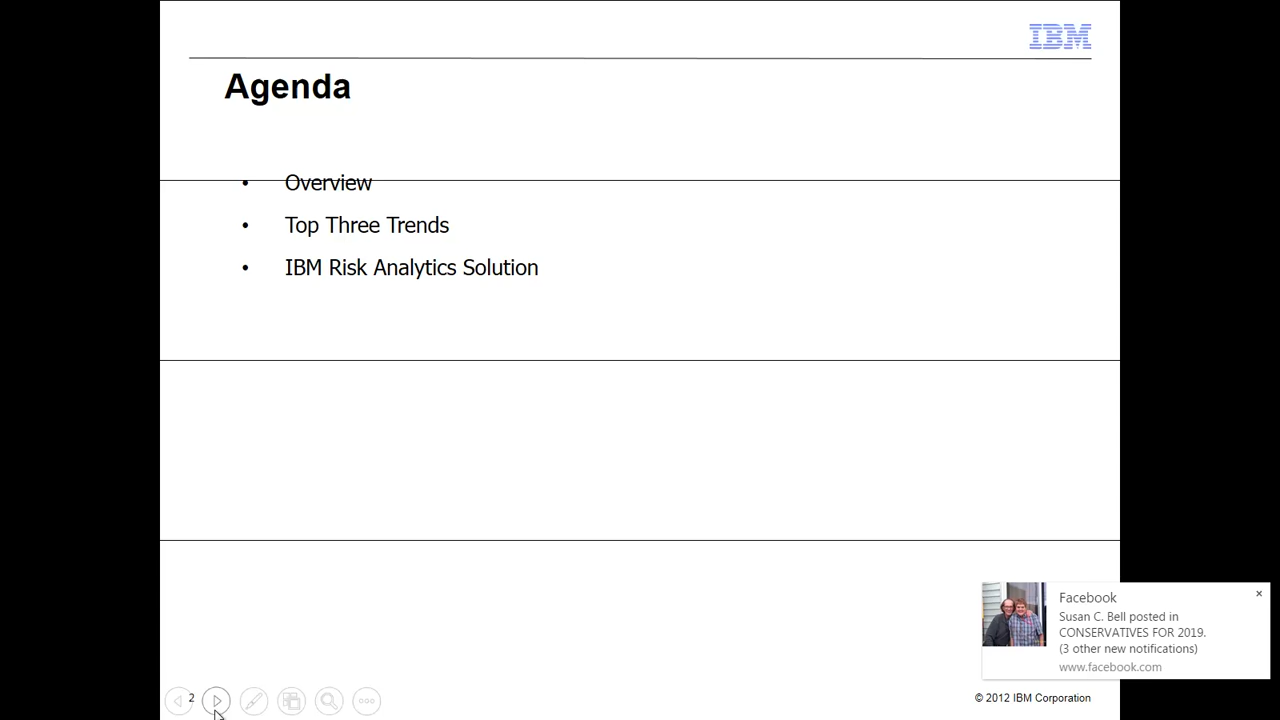 IBM
Agenda
• Overview
• Top Three Trends
• IBM Risk Analytics Solution
Facebook
Susan C. Bell posted in
CONSERVATIVES FOR 2019.
(3 other new notifications)
www.facebook.com
2
© 2012 IBM Corporation